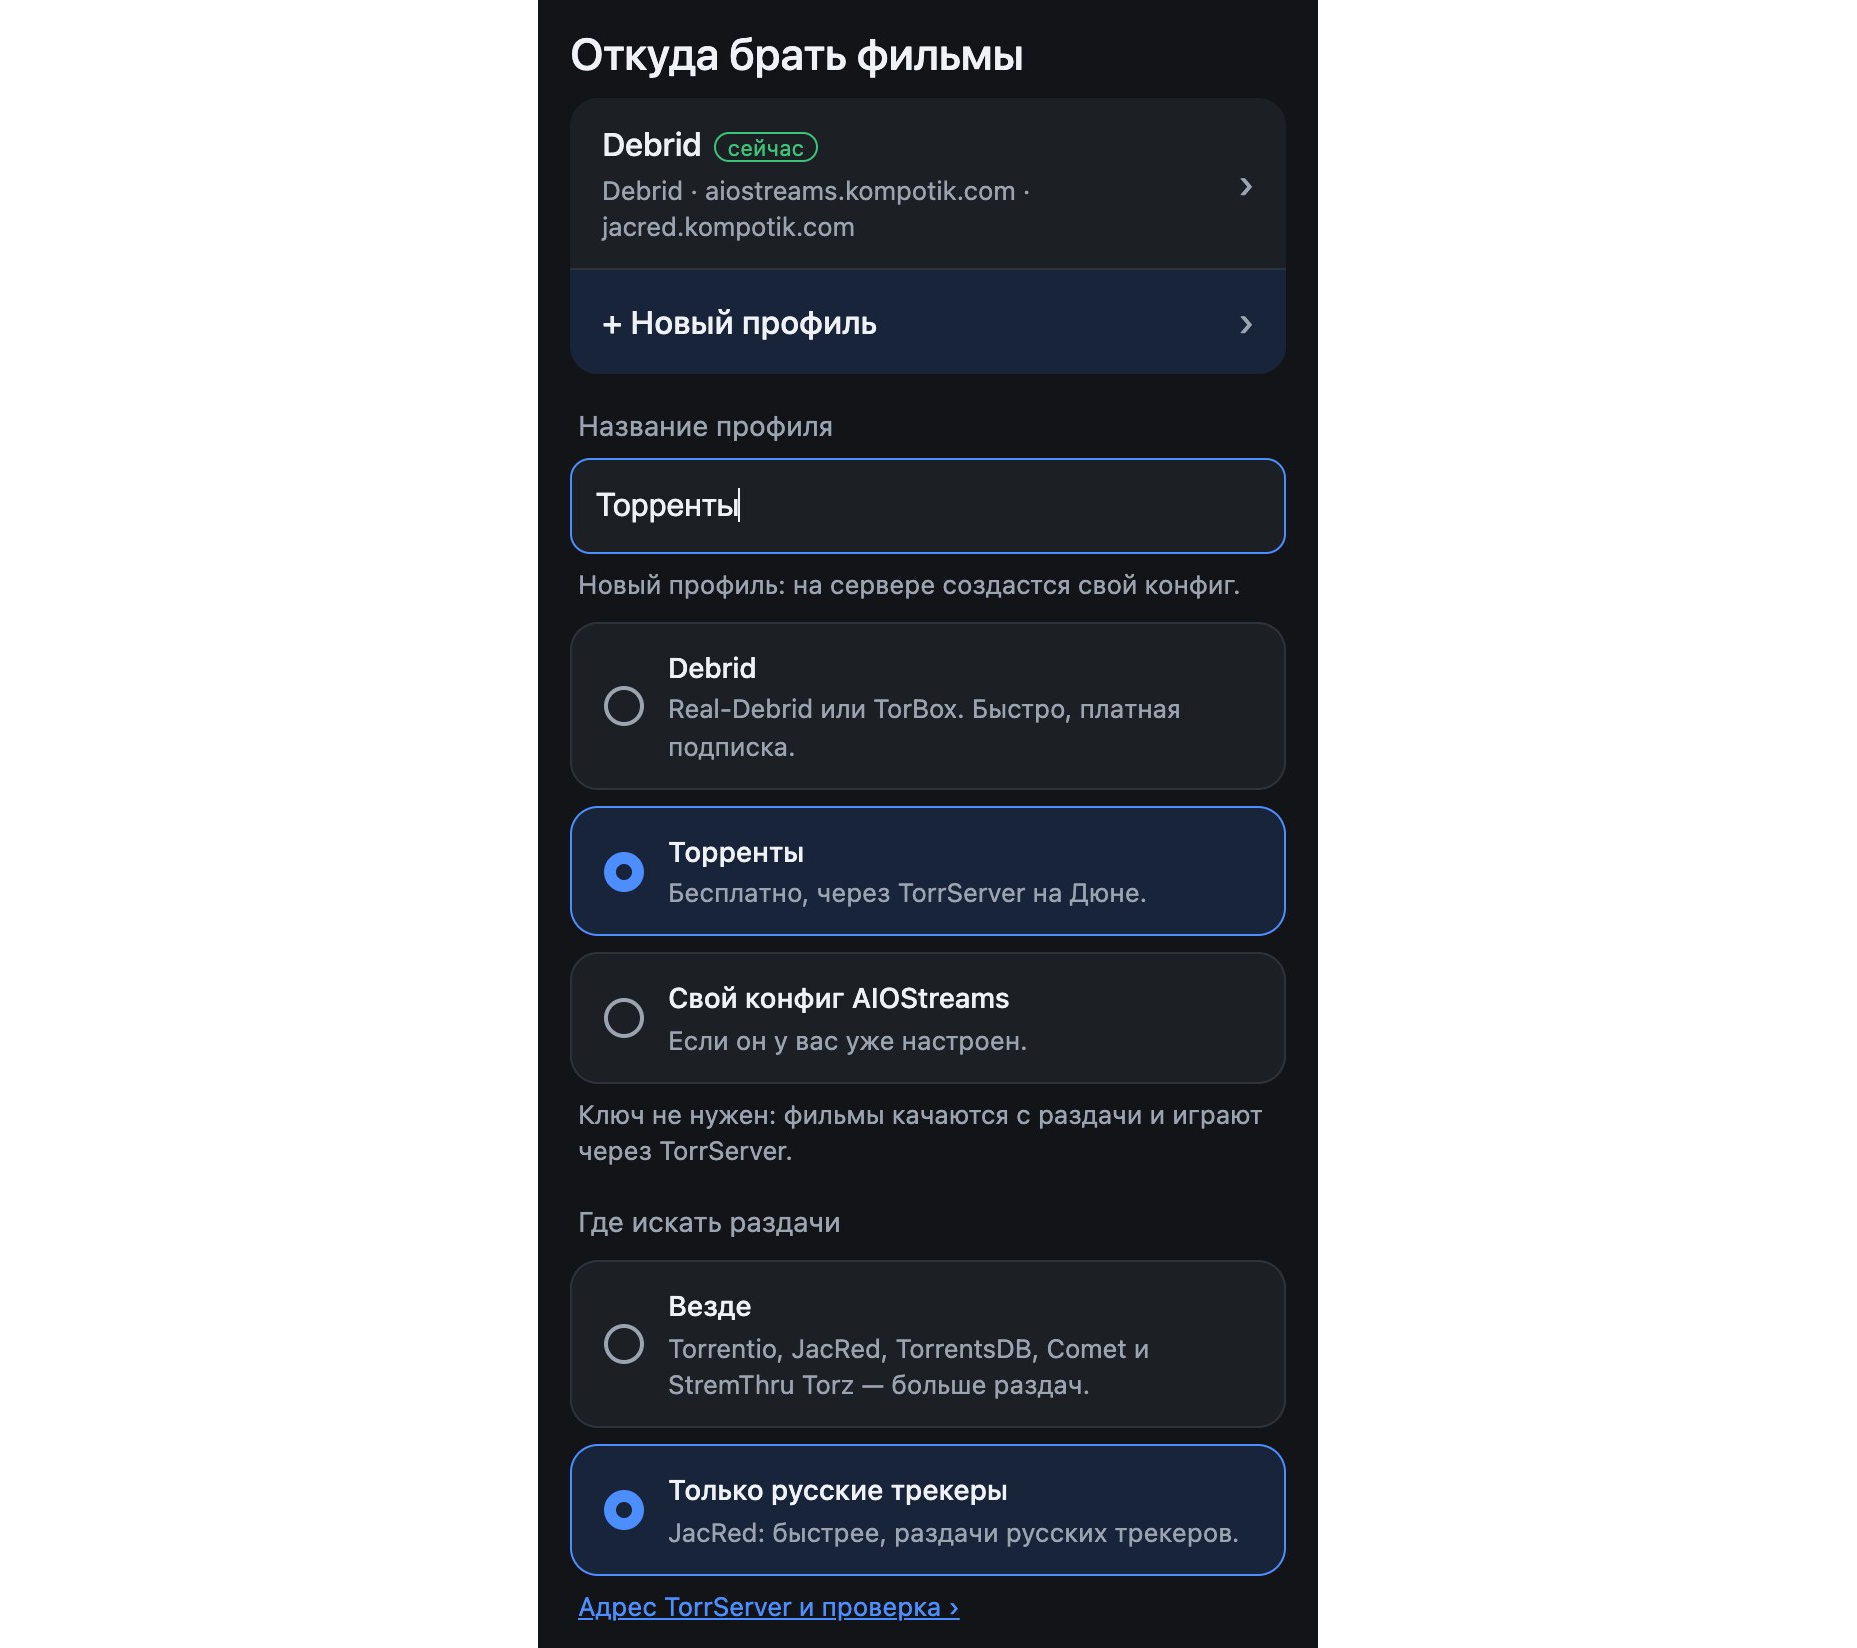 Откуда брать фильмы
Debrid сейчас
Debrid · aiostreams.kompotik.com ·
jacred.kompotik.com
+ Новый профиль
Название профиля
Торренты
Новый профиль: на сервере создастся свой конфиг.
Debrid
Real-Debrid или TorBox. Быстро, платная
подписка.
Торренты
Бесплатно, через TorrServer на Дюне.
Свой конфиг AIOStreams
Если он у вас уже настроен.
Ключ не нужен: фильмы качаются с раздачи и играют
через TorrServer.
Где искать раздачи
Везде
Torrentio, JacRed, TorrentsDB, Comet и
StremThru Torz — больше раздач.
Только русские трекеры
JacRed: быстрее, раздачи русских трекеров.
Адрес TorrServer и проверка ›